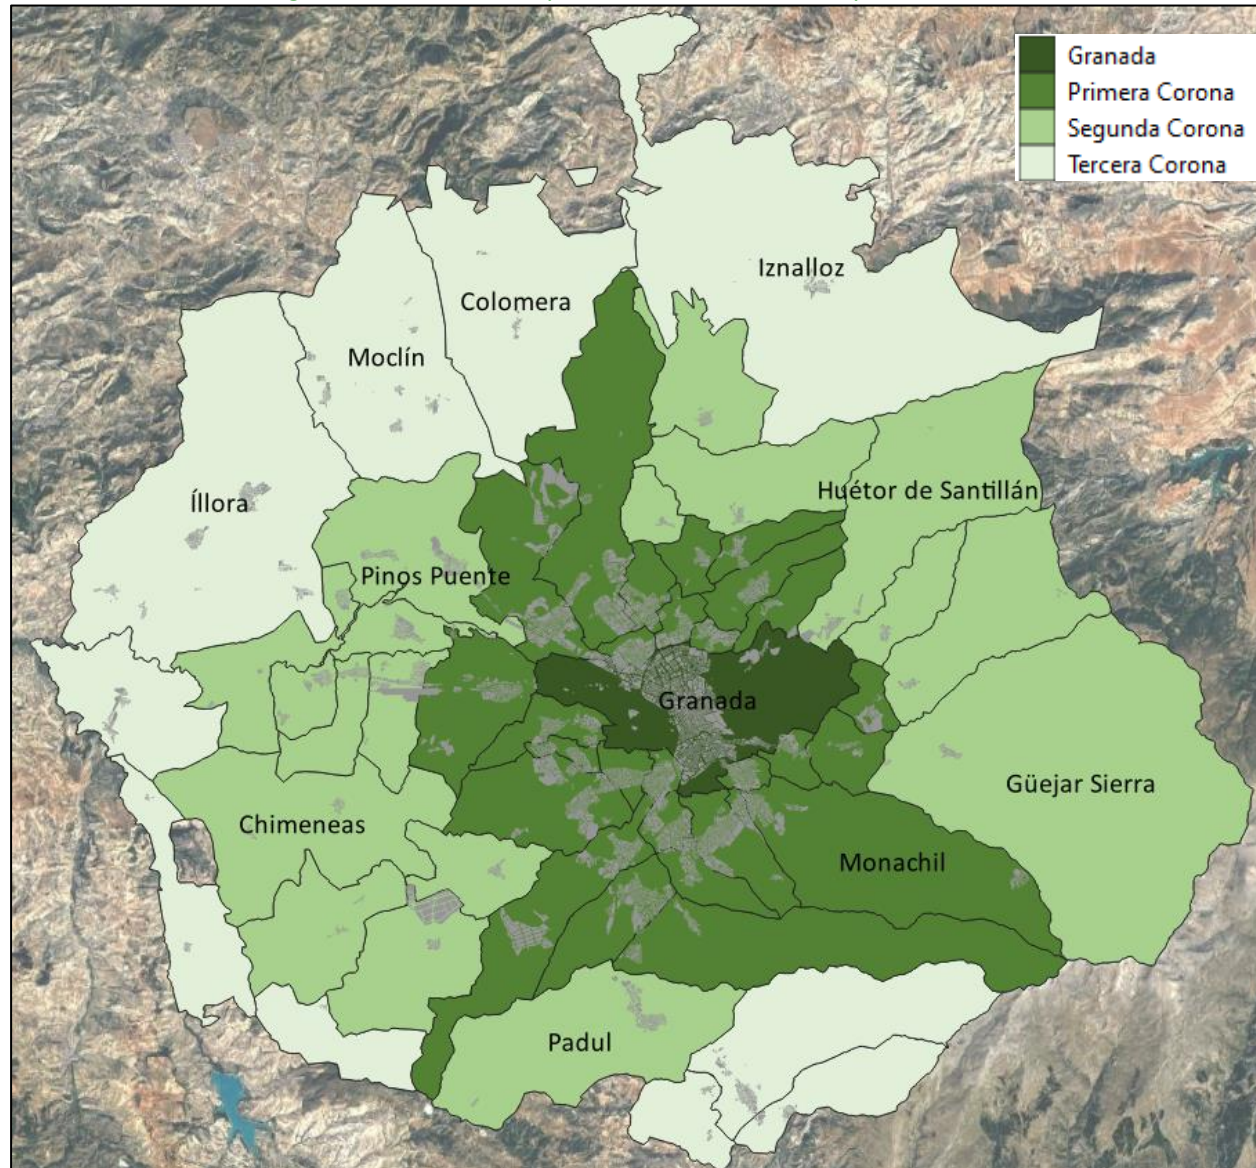 Granada
Primera Corona
Segunda Corona
Tercera Corona
Iznalloz
Colomera
Moclín
Íllora
Huétor de Santillán
Pinos Puente
Granada
Güejar Sierra
Chimeneas
Monachil
Padul